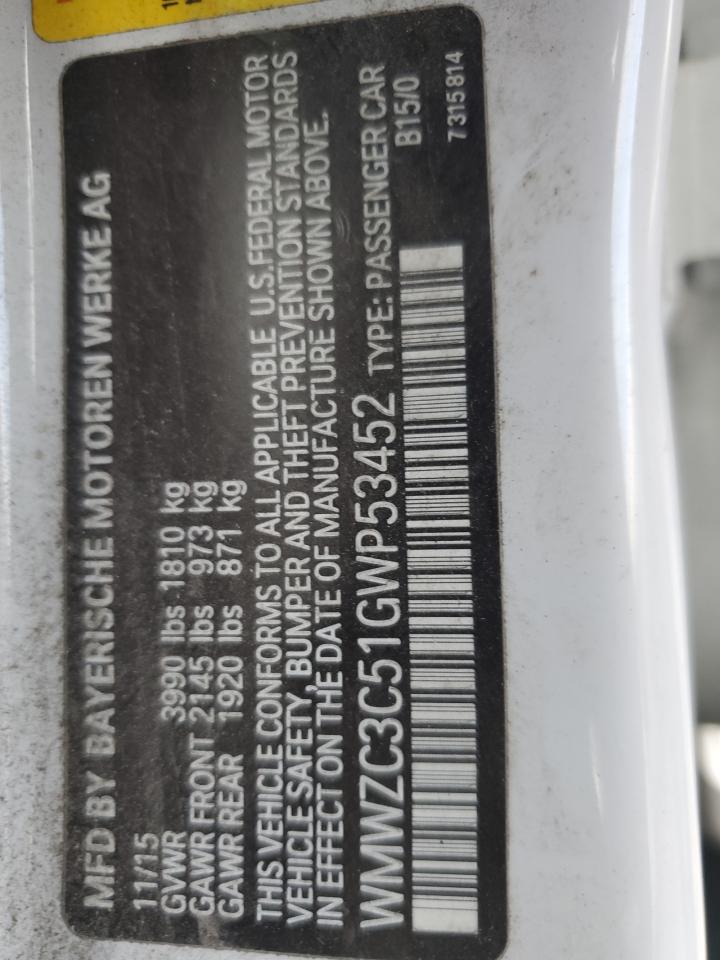 MFD BY BAYERISCHE MOTOREN WERKE AG
11/15
GVWR 3990 lbs 1810 kg
GAWR FRONT 2145 lbs 973 kg
GAWR REAR 1920 lbs 871 kg
THIS VEHICLE CONFORMS TO ALL APPLICABLE U.S. FEDERAL MOTOR
VEHICLE SAFETY, BUMPER AND THEFT PREVENTION STANDARDS
IN EFFECT ON THE DATE OF MANUFACTURE SHOWN ABOVE.
WMWZC3C51GWP53452 TYPE: PASSENGER CAR
B15/0
7315814